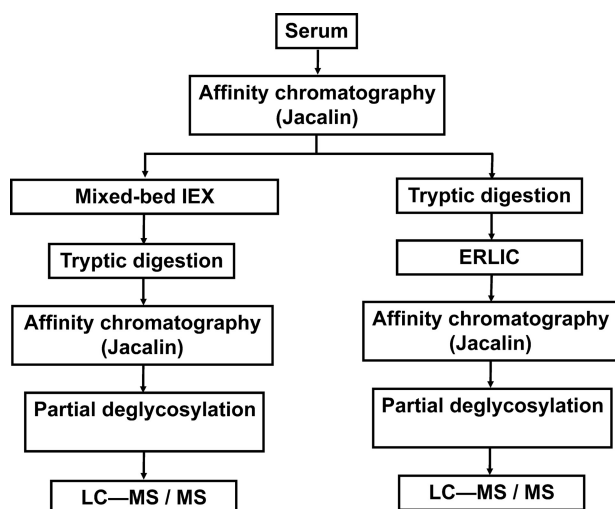 Serum
Affinity chromatography
(Jacalin)
Mixed-bed IEX
Tryptic digestion
Affinity chromatography
(Jacalin)
Partial deglycosylation
LC—MS / MS
Tryptic digestion
ERLIC
Affinity chromatography
(Jacalin)
Partial deglycosylation
LC—MS / MS